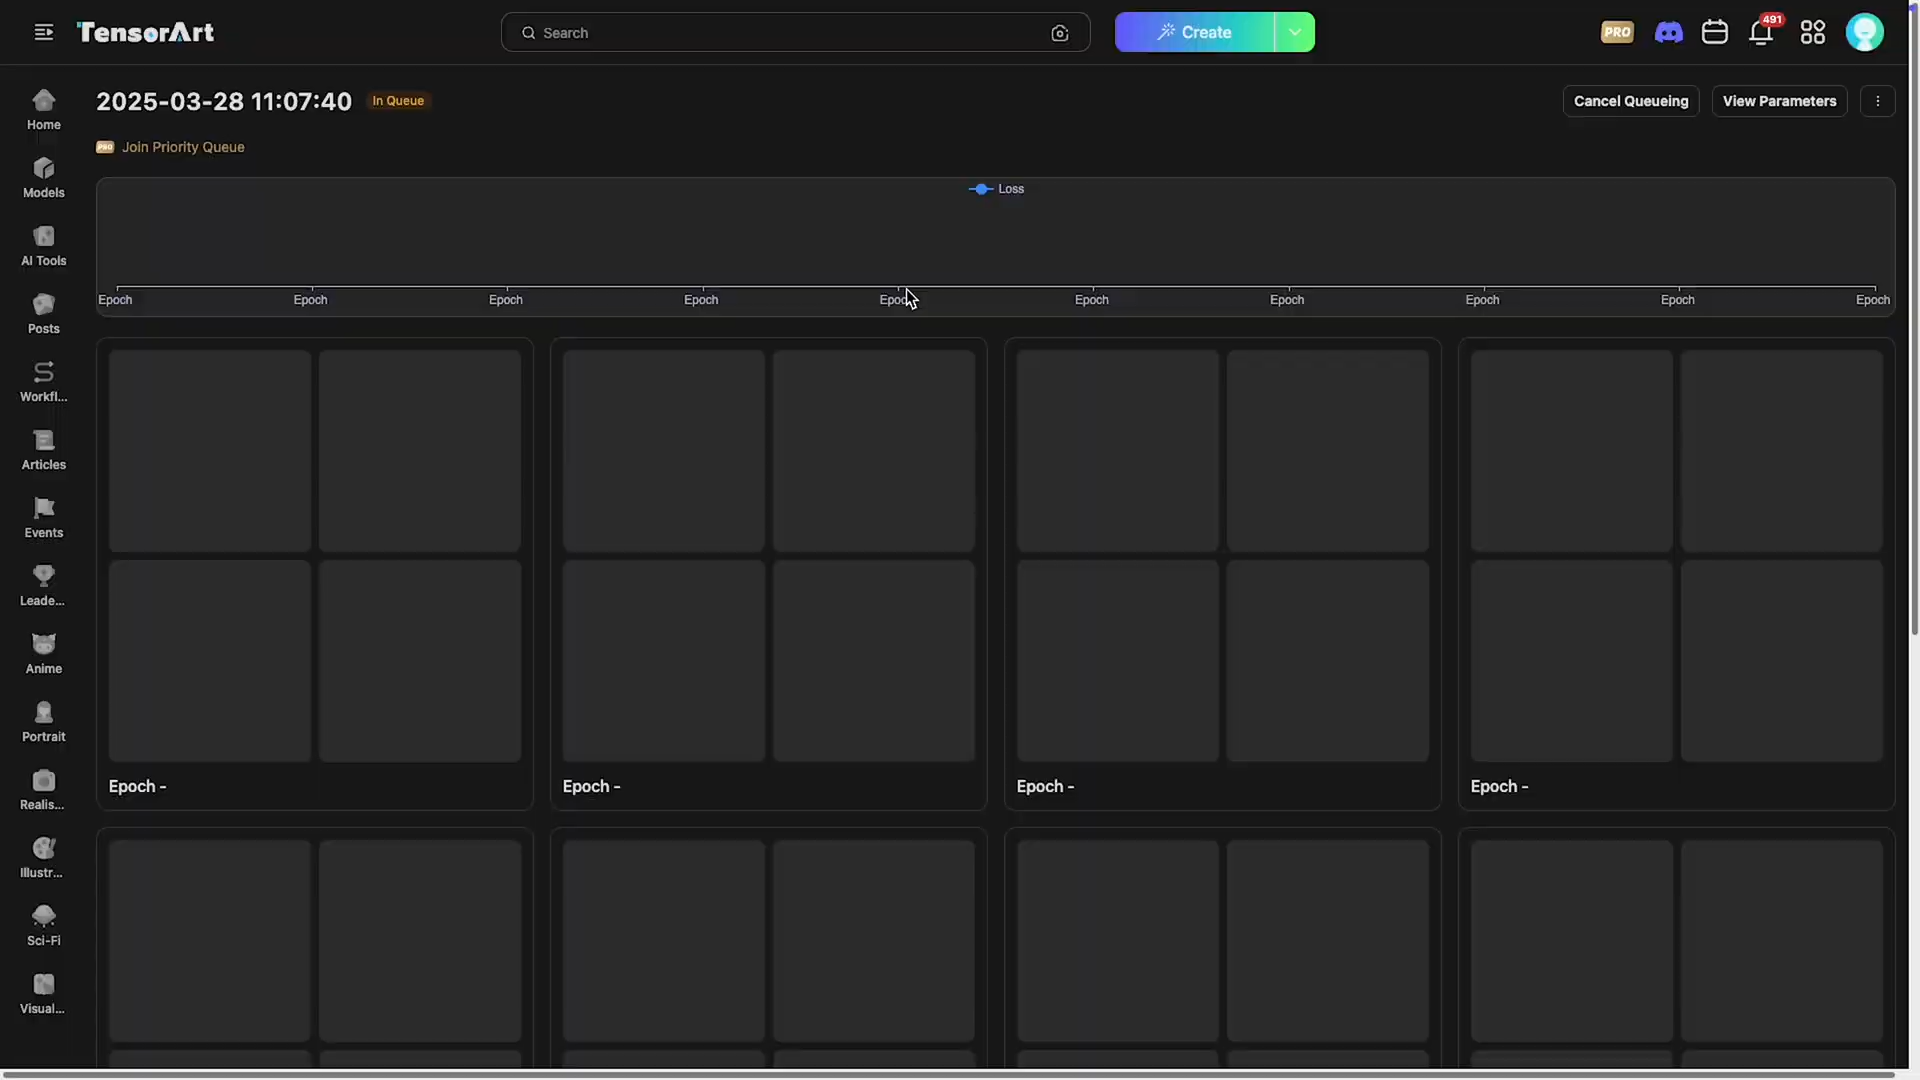 TensorArt
Search
Create
PRO
491
2025-03-28 11:07:40
In Queue
Cancel Queueing
View Parameters
PRO Join Priority Queue
Loss
Epoch Epoch Epoch Epoch Epoch Epoch Epoch Epoch Epoch Epoch
Home
Models
AI Tools
Posts
Workfl...
Articles
Events
Leade...
Anime
Portrait
Realis...
Illustr...
Sci-Fi
Visual...
Epoch -
Epoch -
Epoch -
Epoch -